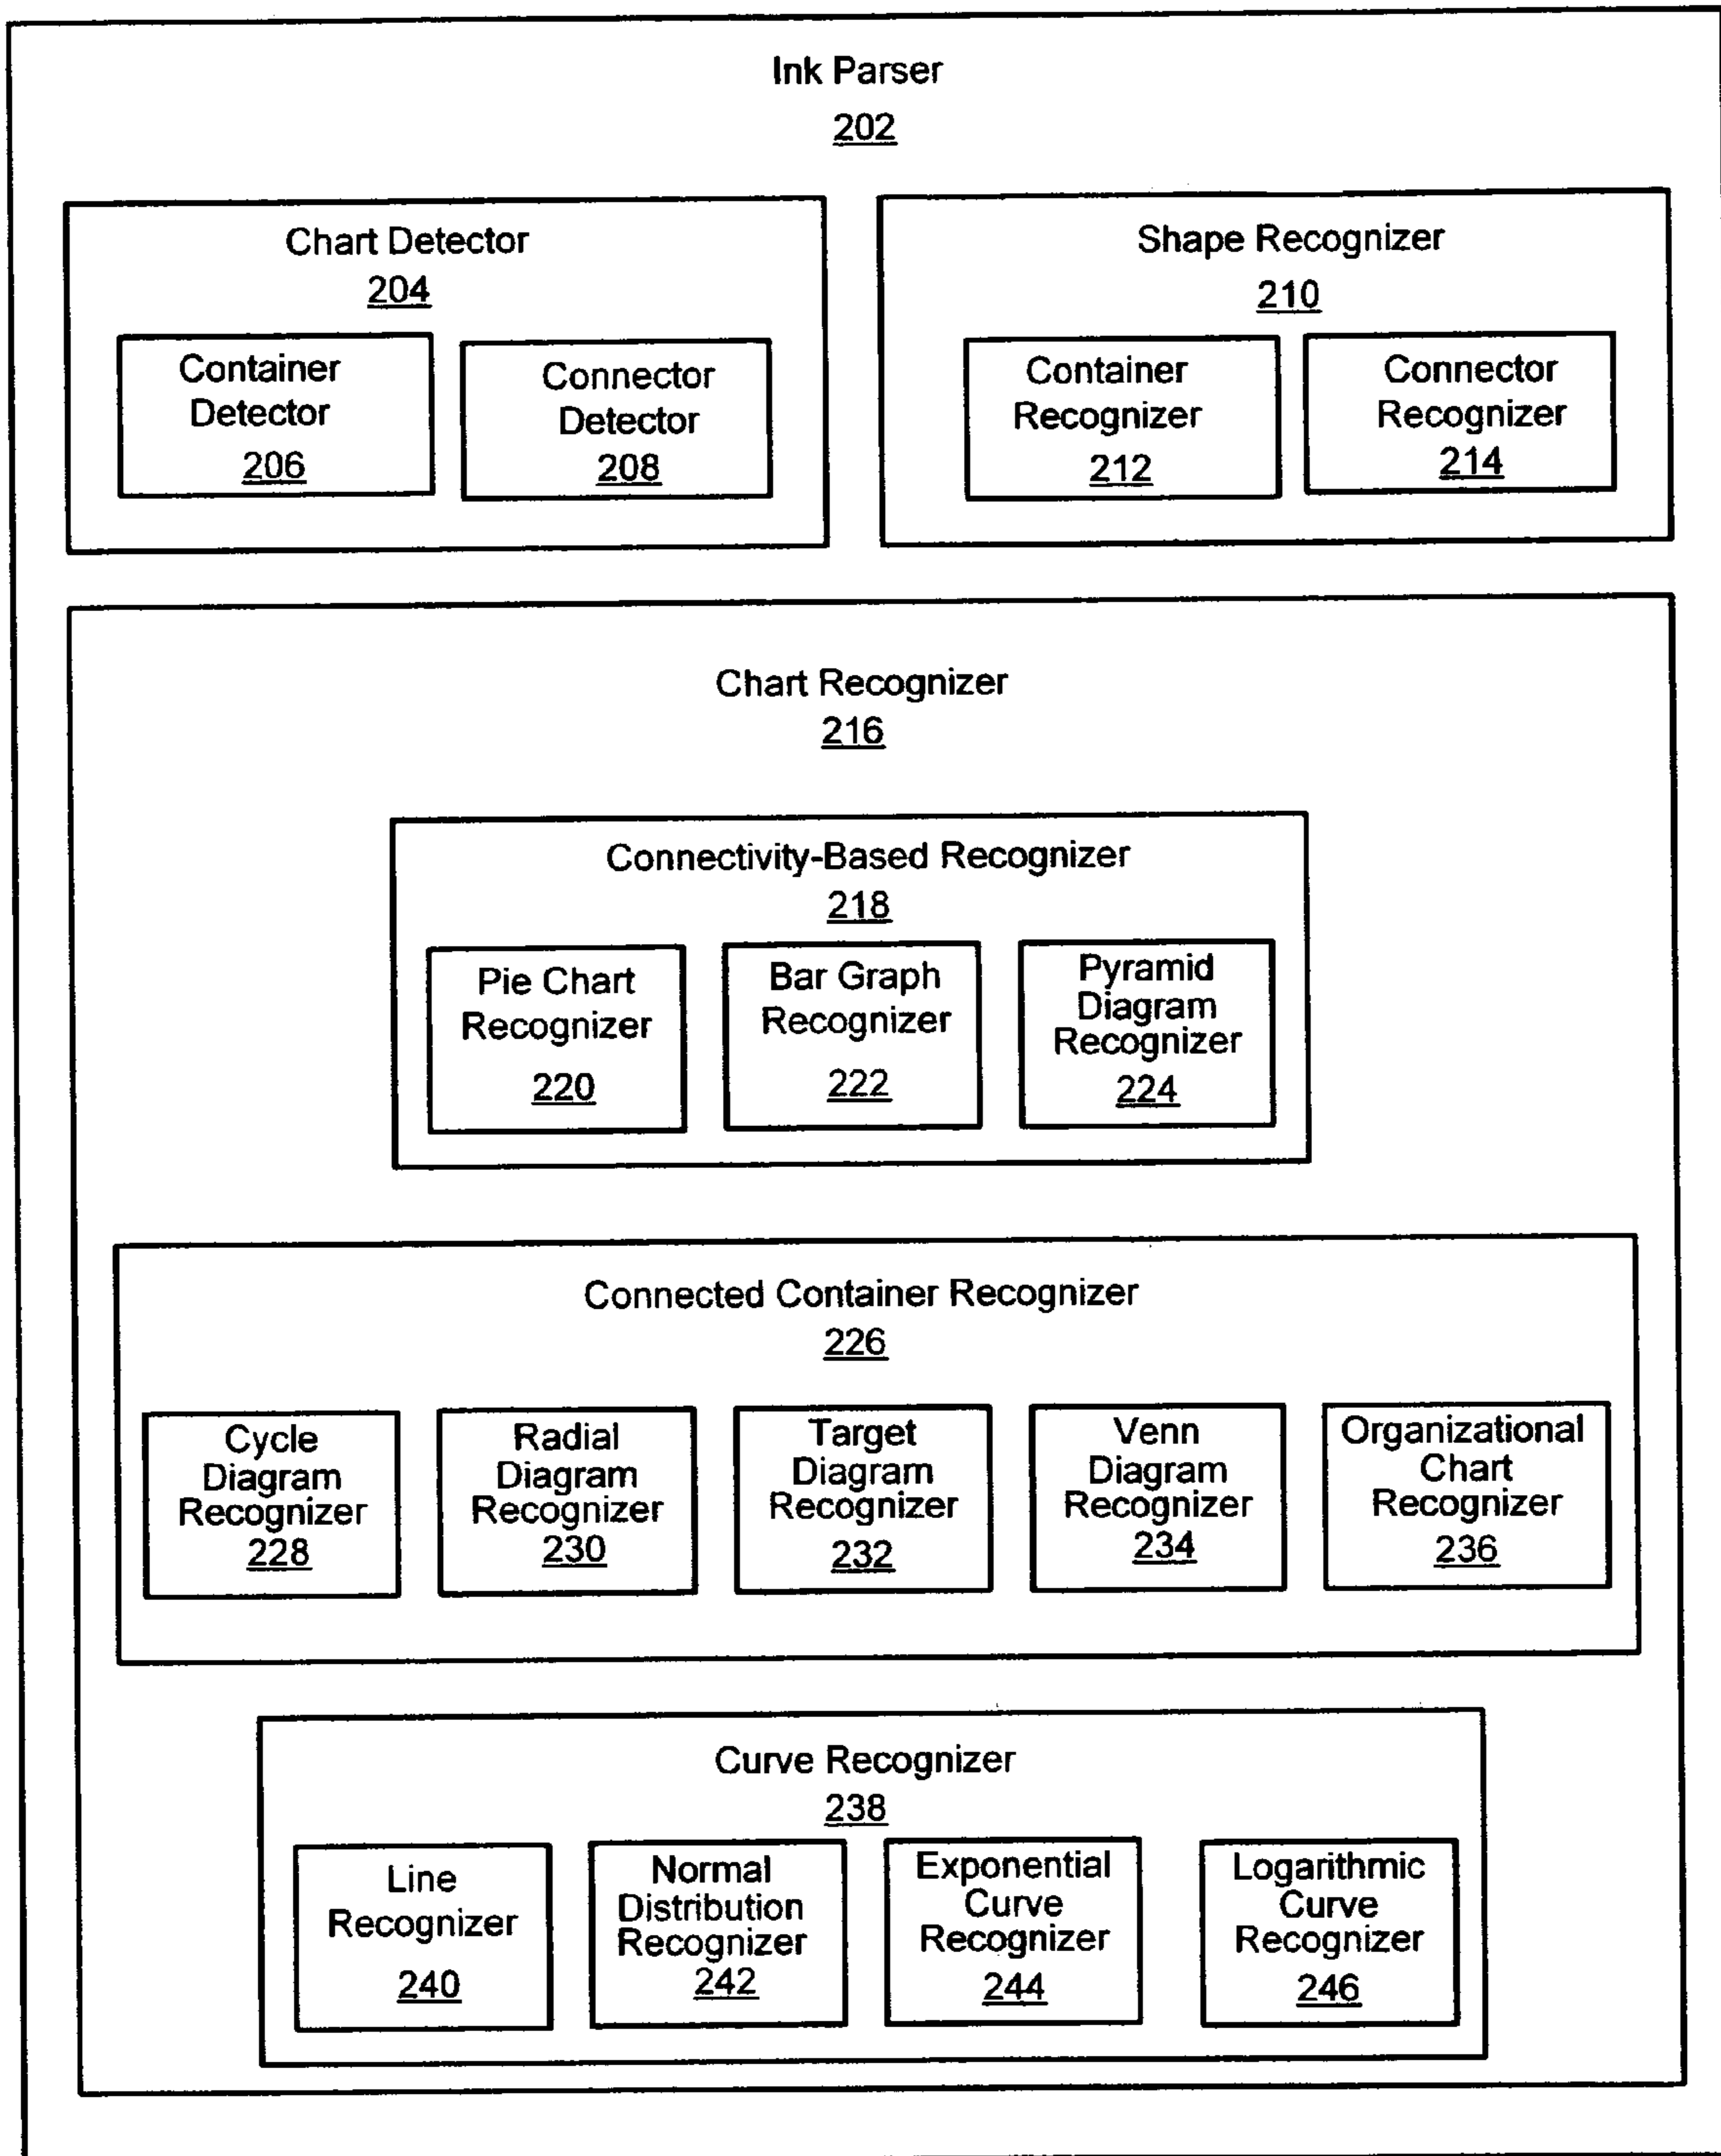 Ink Parser
202
Chart Detector
204
Container
Detector
206
Connector
Detector
208
Shape Recognizer
210
Container
Recognizer
212
Connector
Recognizer
214
Chart Recognizer
216
Connectivity-Based Recognizer
218
Pie Chart
Recognizer
220
Bar Graph
Recognizer
222
Pyramid
Diagram
Recognizer
224
Connected Container Recognizer
226
Cycle
Diagram
Recognizer
228
Radial
Diagram
Recognizer
230
Target
Diagram
Recognizer
232
Venn
Diagram
Recognizer
234
Organizational
Chart
Recognizer
236
Curve Recognizer
238
Line
Recognizer
240
Normal
Distribution
Recognizer
242
Exponential
Curve
Recognizer
244
Logarithmic
Curve
Recognizer
246